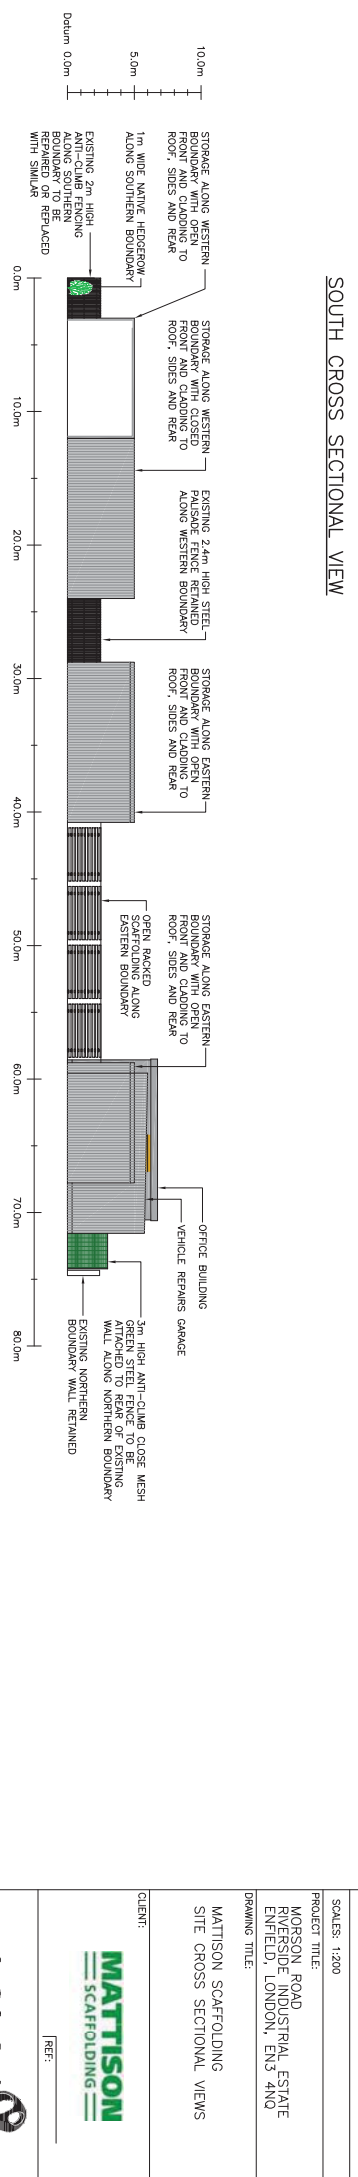 SOUTH CROSS SECTIONAL VIEW
10.0m
5.0m
Datum 0.0m
STORAGE ALONG WESTERN
BOUNDARY WITH OPEN
FRONT AND CLADDING TO
ROOF, SIDES AND REAR
1m WIDE NATIVE HEDGEROW
ALONG SOUTHERN BOUNDARY
EXISTING 2m HIGH
ANTI-CLIMB FENCING
ALONG SOUTHERN
BOUNDARY TO BE
REPAIRED OR REPLACED
WITH SIMILAR
STORAGE ALONG WESTERN
BOUNDARY WITH CLOSED
FRONT AND CLADDING TO
ROOF, SIDES AND REAR
EXISTING 2.4m HIGH STEEL
PALISADE FENCE RETAINED
ALONG WESTERN BOUNDARY
STORAGE ALONG EASTERN
BOUNDARY WITH OPEN
FRONT AND CLADDING TO
ROOF, SIDES AND REAR
OPEN RACKED
SCAFFOLDING ALONG
EASTERN BOUNDARY
STORAGE ALONG EASTERN
BOUNDARY WITH OPEN
FRONT AND CLADDING TO
ROOF, SIDES AND REAR
OFFICE BUILDING
VEHICLE REPAIRS GARAGE
3m HIGH ANTI-CLIMB CLOSE MESH
GREEN STEEL FENCE TO BE
ATTACHED TO REAR OF EXISTING
WALL ALONG NORTHERN BOUNDARY
EXISTING NORTHERN
BOUNDARY WALL RETAINED
0.0m
10.0m
20.0m
30.0m
40.0m
50.0m
60.0m
70.0m
80.0m
SCALES: 1:200
PROJECT TITLE:
MORSON ROAD
RIVERSIDE INDUSTRIAL ESTATE
ENFIELD, LONDON, EN3 4NQ
DRAWING TITLE:
MATTISON SCAFFOLDING
SITE CROSS SECTIONAL VIEWS
CLIENT:
MATTISON
SCAFFOLDING
REF: